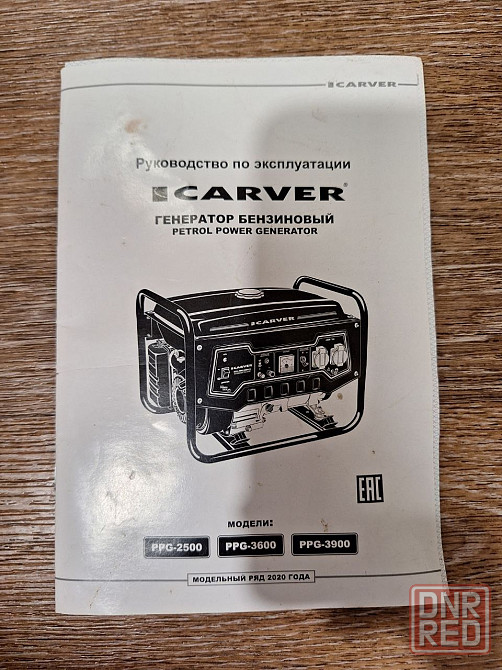 CARVER
Руководство по эксплуатации
CARVER®
ГЕНЕРАТОР БЕНЗИНОВЫЙ
PETROL POWER GENERATOR
CARVER
CARVER
EAC
МОДЕЛИ:
PPG-2500 PPG-3600 PPG-3900
МОДЕЛЬНЫЙ РЯД 2020 ГОДА
DNR
RED